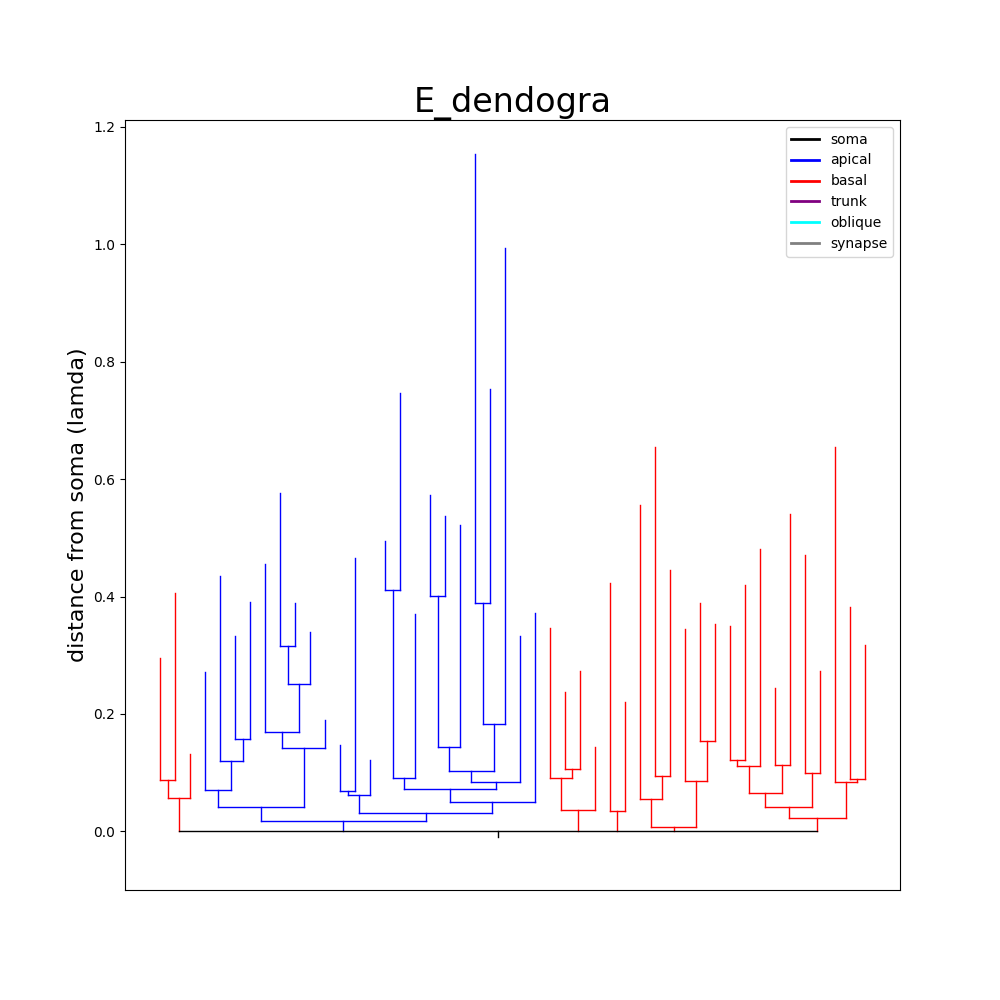 E_dendogra
1.2
1.0
0.8
0.6
0.4
0.2
0.0
distance from soma (lamda)
soma
apical
basal
trunk
oblique
synapse